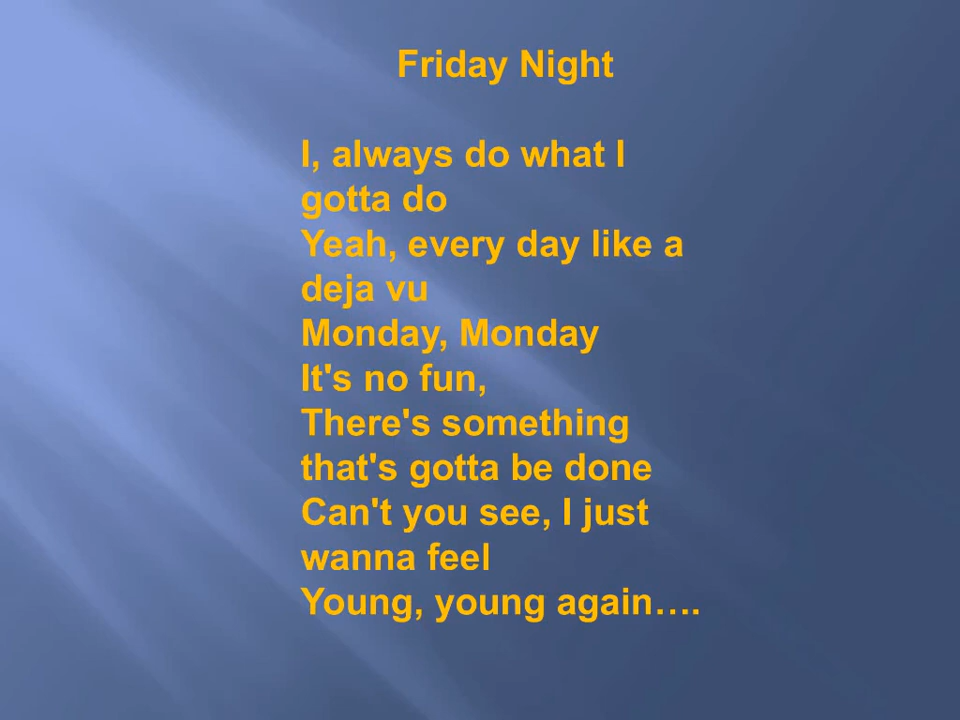 Friday Night
I, always do what I
gotta do
Yeah, every day like a
deja vu
Monday, Monday
It's no fun,
There's something
that's gotta be done
Can't you see, I just
wanna feel
Young, young again….